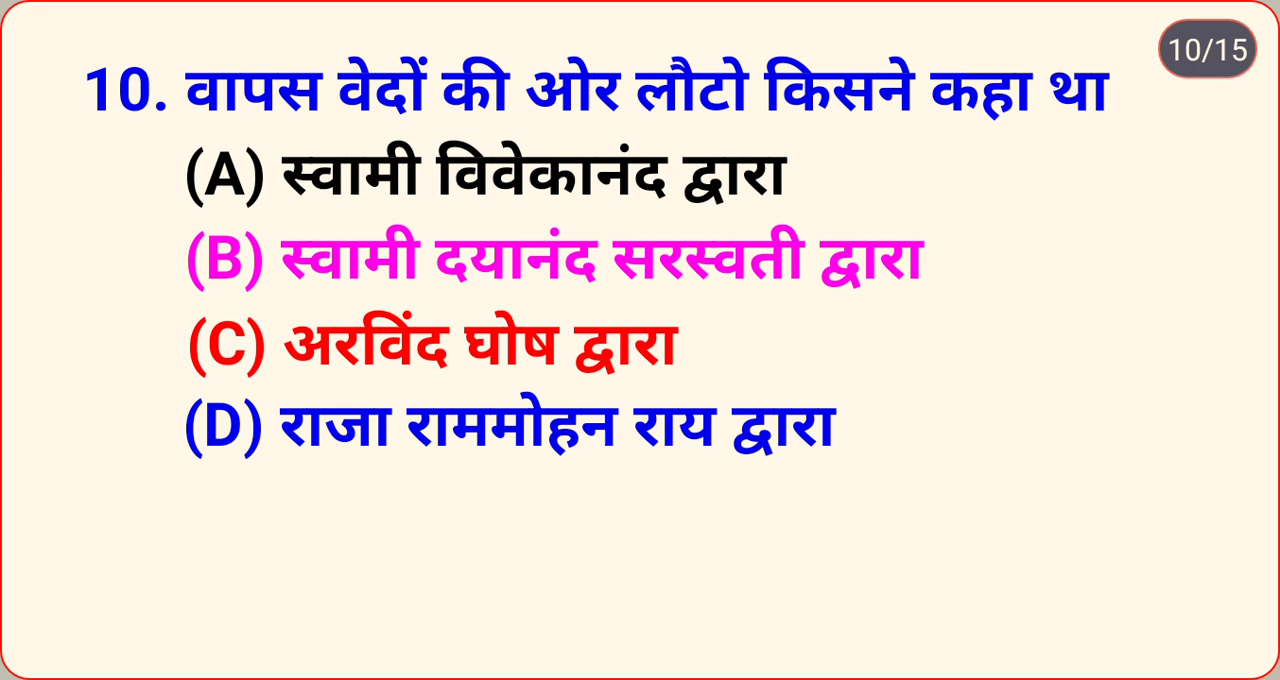 10/15
10. वापस वेदों की ओर लौटो किसने कहा था
(A) स्वामी विवेकानंद द्वारा
(B) स्वामी दयानंद सरस्वती द्वारा
(C) अरविंद घोष द्वारा
(D) राजा राममोहन राय द्वारा